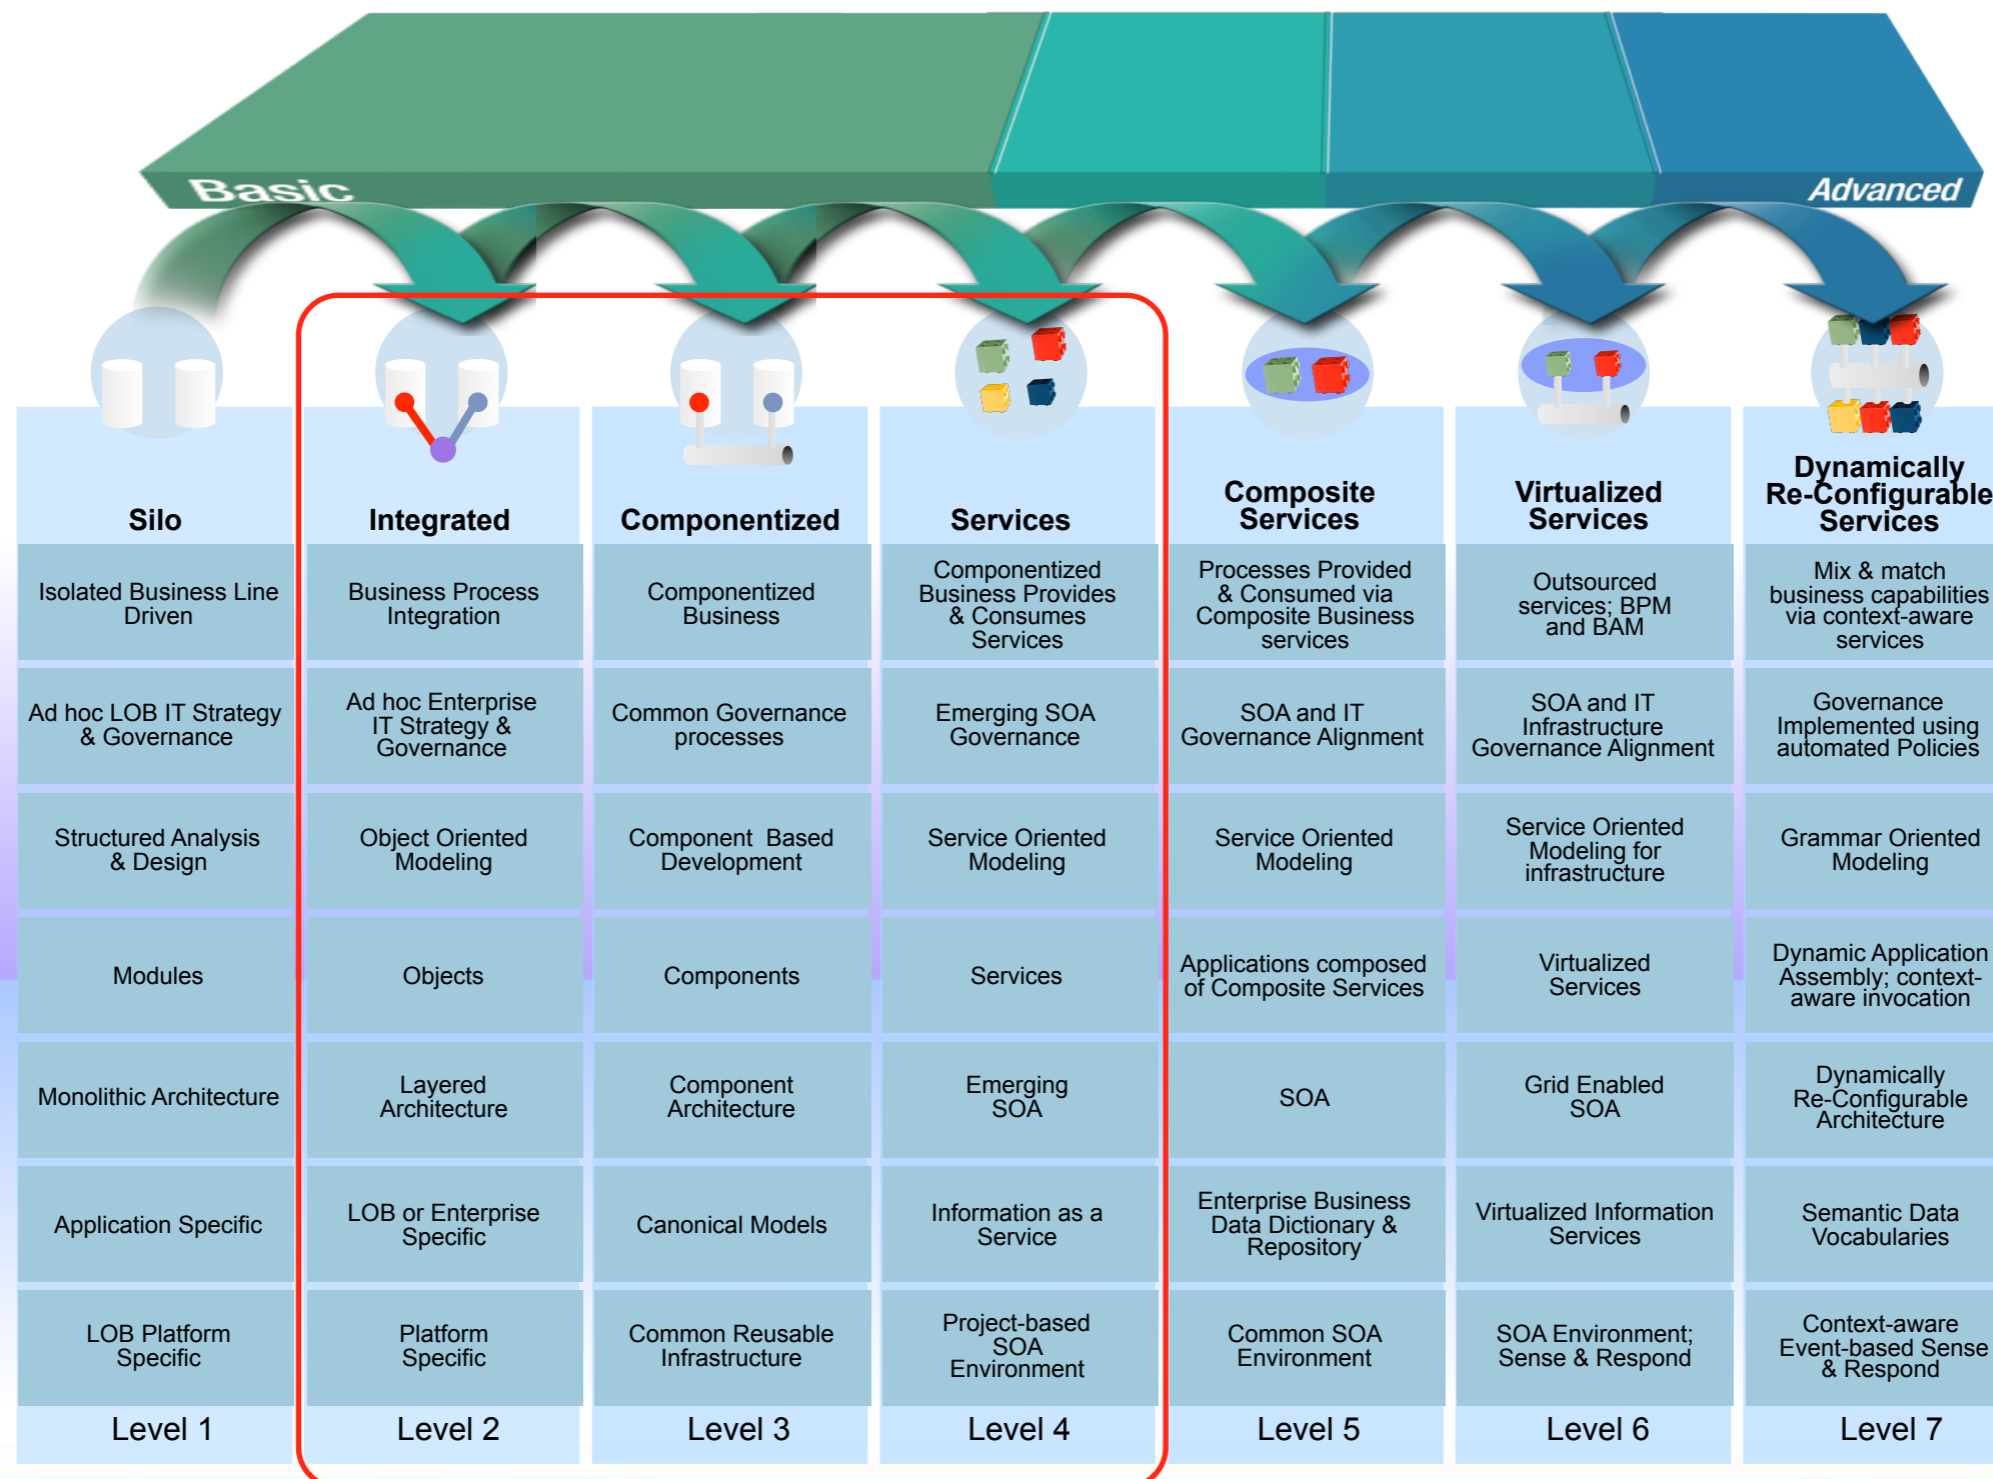 Basic
Advanced
Silo
Integrated
Componentized
Services
Composite
Services
Virtualized
Services
Dynamically
Re-Configurable
Services
Isolated Business Line
Driven
Business Process
Integration
Componentized
Business
Componentized
Business Provides
& Consumes
Services
Processes Provided
& Consumed via
Composite Business
services
Outsourced
services; BPM
and BAM
Mix & match
business capabilities
via context-aware
services
Ad hoc LOB IT Strategy
& Governance
Ad hoc Enterprise
IT Strategy &
Governance
Common Governance
processes
Emerging SOA
Governance
SOA and IT
Governance Alignment
SOA and IT
Infrastructure
Governance Alignment
Governance
Implemented using
automated Policies
Structured Analysis
& Design
Object Oriented
Modeling
Component Based
Development
Service Oriented
Modeling
Service Oriented
Modeling
Service Oriented
Modeling for
infrastructure
Grammar Oriented
Modeling
Modules
Objects
Components
Services
Applications composed
of Composite Services
Virtualized
Services
Dynamic Application
Assembly; context-
aware invocation
Monolithic Architecture
Layered
Architecture
Component
Architecture
Emerging
SOA
SOA
Grid Enabled
SOA
Dynamically
Re-Configurable
Architecture
Application Specific
LOB or Enterprise
Specific
Canonical Models
Information as a
Service
Enterprise Business
Data Dictionary &
Repository
Virtualized Information
Services
Semantic Data
Vocabularies
LOB Platform
Specific
Platform
Specific
Common Reusable
Infrastructure
Project-based
SOA
Environment
Common SOA
Environment
SOA Environment;
Sense & Respond
Context-aware
Event-based Sense
& Respond
Level 1
Level 2
Level 3
Level 4
Level 5
Level 6
Level 7